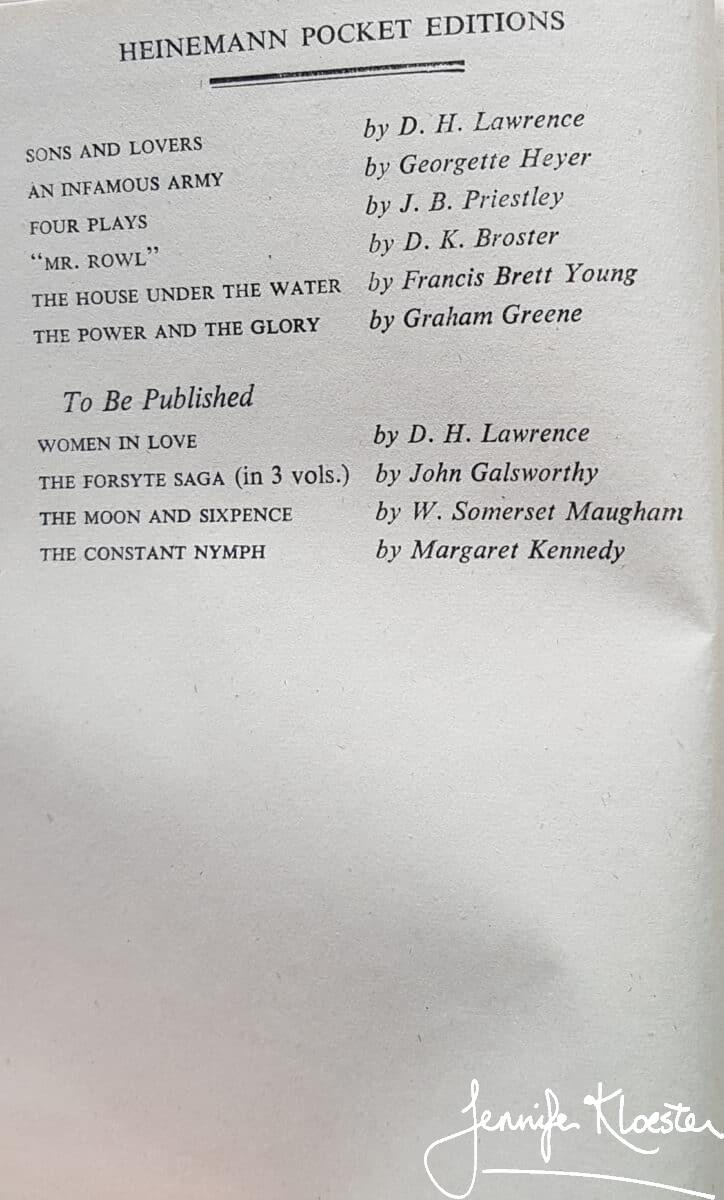 HEINEMANN POCKET EDITIONS
SONS AND LOVERS by D. H. Lawrence
AN INFAMOUS ARMY by Georgette Heyer
FOUR PLAYS by J. B. Priestley
“MR. ROWL” by D. K. Broster
THE HOUSE UNDER THE WATER by Francis Brett Young
THE POWER AND THE GLORY by Graham Greene
To Be Published
WOMEN IN LOVE by D. H. Lawrence
THE FORSYTE SAGA (in 3 vols.) by John Galsworthy
THE MOON AND SIXPENCE by W. Somerset Maugham
THE CONSTANT NYMPH by Margaret Kennedy
Jennifer Kloester